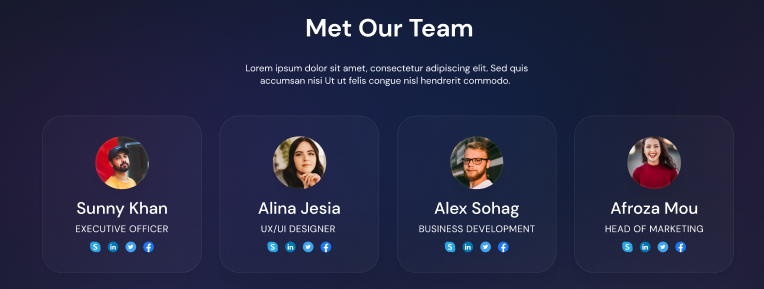 Met Our Team
Lorem ipsum dolor sit amet, consectetur adipiscing elit. Sed quis
accumsan nisi Ut ut felis congue nisl hendrerit commodo.
Sunny Khan
EXECUTIVE OFFICER
Alina Jesia
UX/UI DESIGNER
Alex Sohag
BUSINESS DEVELOPMENT
Afroza Mou
HEAD OF MARKETING